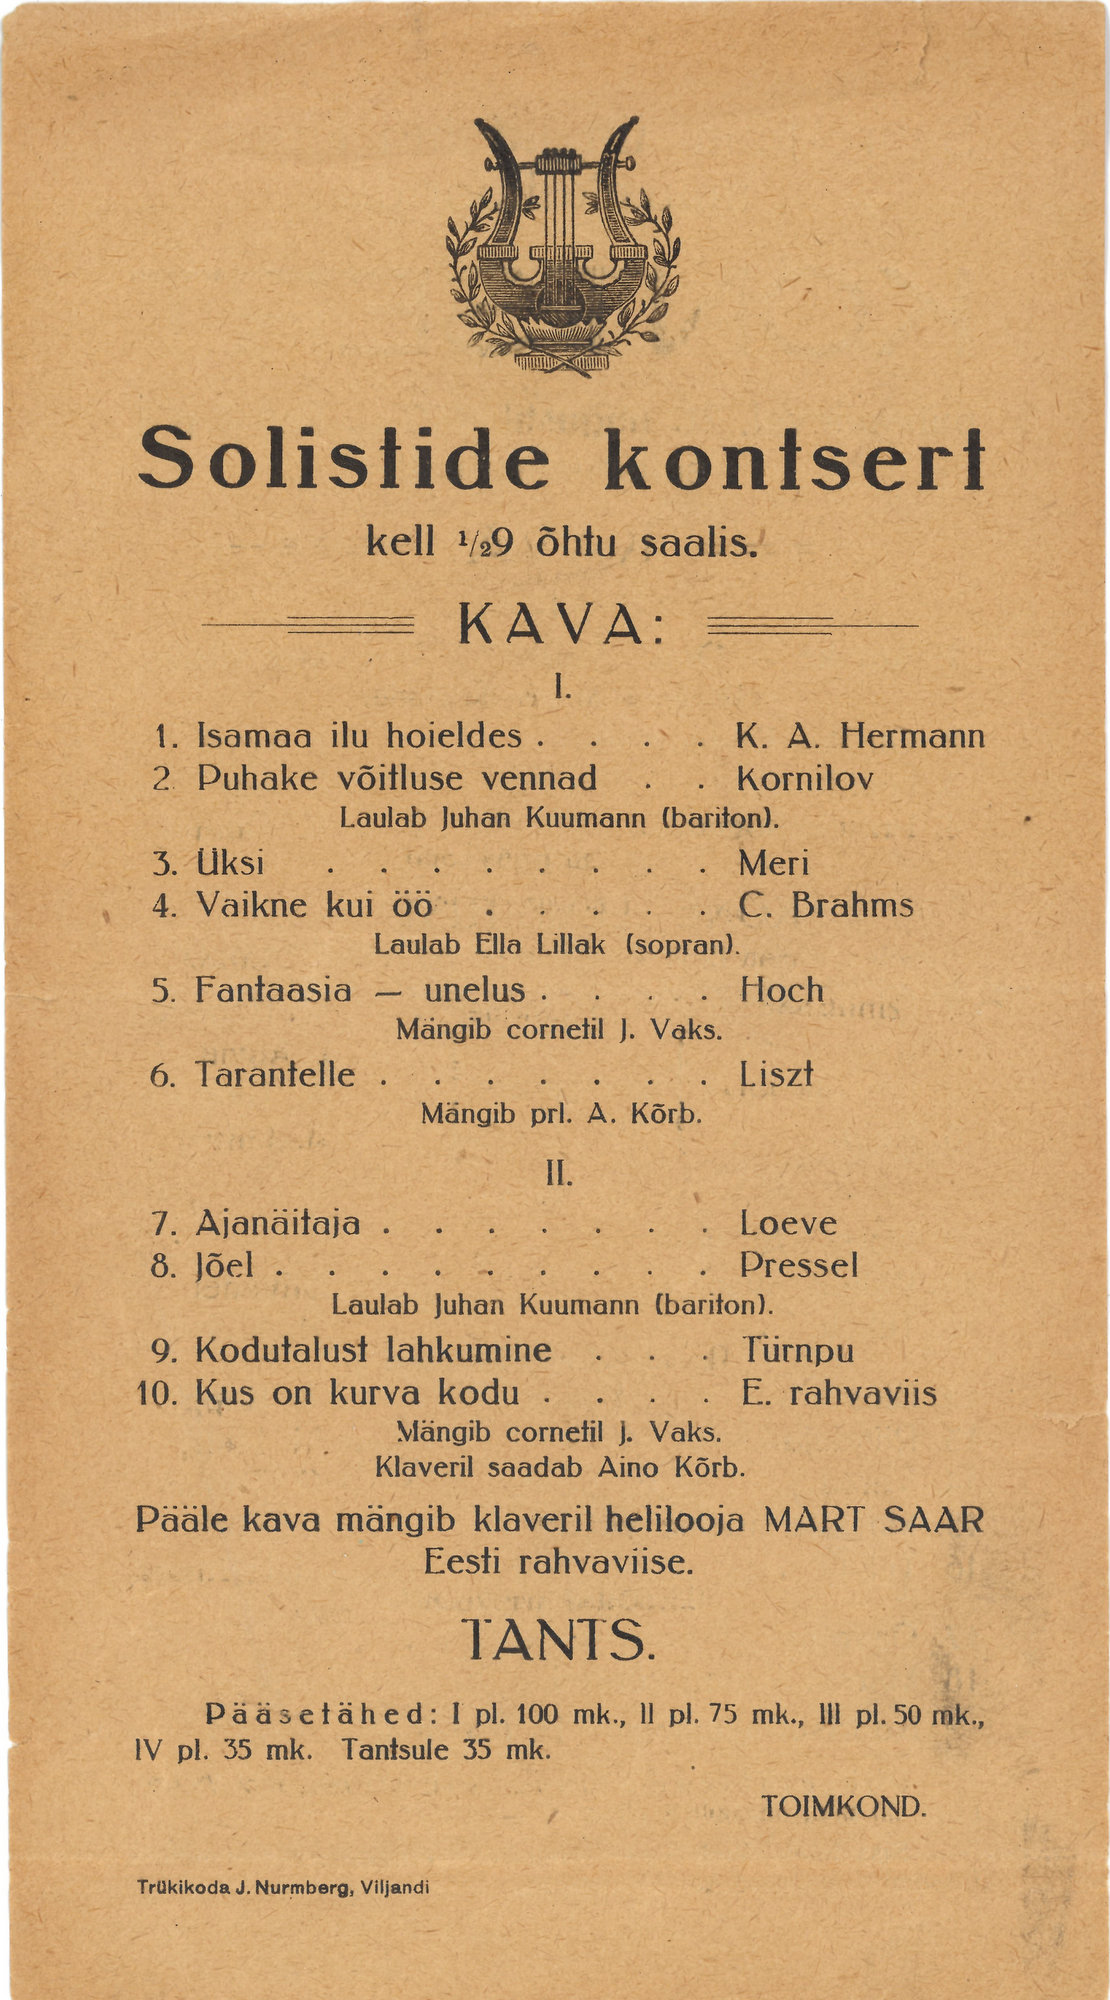 Solistide kontsert
kell ½9 õhtu saalis.
KAVA:
I.
1. Isamaa ilu hoieldes . . . . K. A. Hermann
2 Puhake võitluse vennad . . Kornilov
Laulab Juhan Kuumann (bariton).
3. Üksi . . . . . . . . Meri
4. Vaikne kui öö . . . . . C. Brahms
Laulab Ella Lillak (sopran).
5. Fantaasia — unelus . . . . Hoch
Mängib cornetil J. Vaks.
6. Tarantelle . . . . . . . Liszt
Mängib prl. A. Kõrb.
II.
7. Ajanäitaja . . . . . . . Loeve
8. Jõel . . . . . . . . . Pressel
Laulab Juhan Kuumann (bariton).
9. Kodutalust lahkumine . . . Türnpu
10. Kus on kurva kodu . . . . E. rahvaviis
Mängib cornetil J. Vaks.
Klaveril saadab Aino Kõrb.
Pääle kava mängib klaveril helilooja MART SAAR
Eesti rahvaviise.
TANTS.
Pääsetähed: I pl. 100 mk., II pl. 75 mk., III pl. 50 mk.,
IV pl. 35 mk. Tantsule 35 mk.
TOIMKOND.
Trükikoda J. Nurmberg, Viljandi